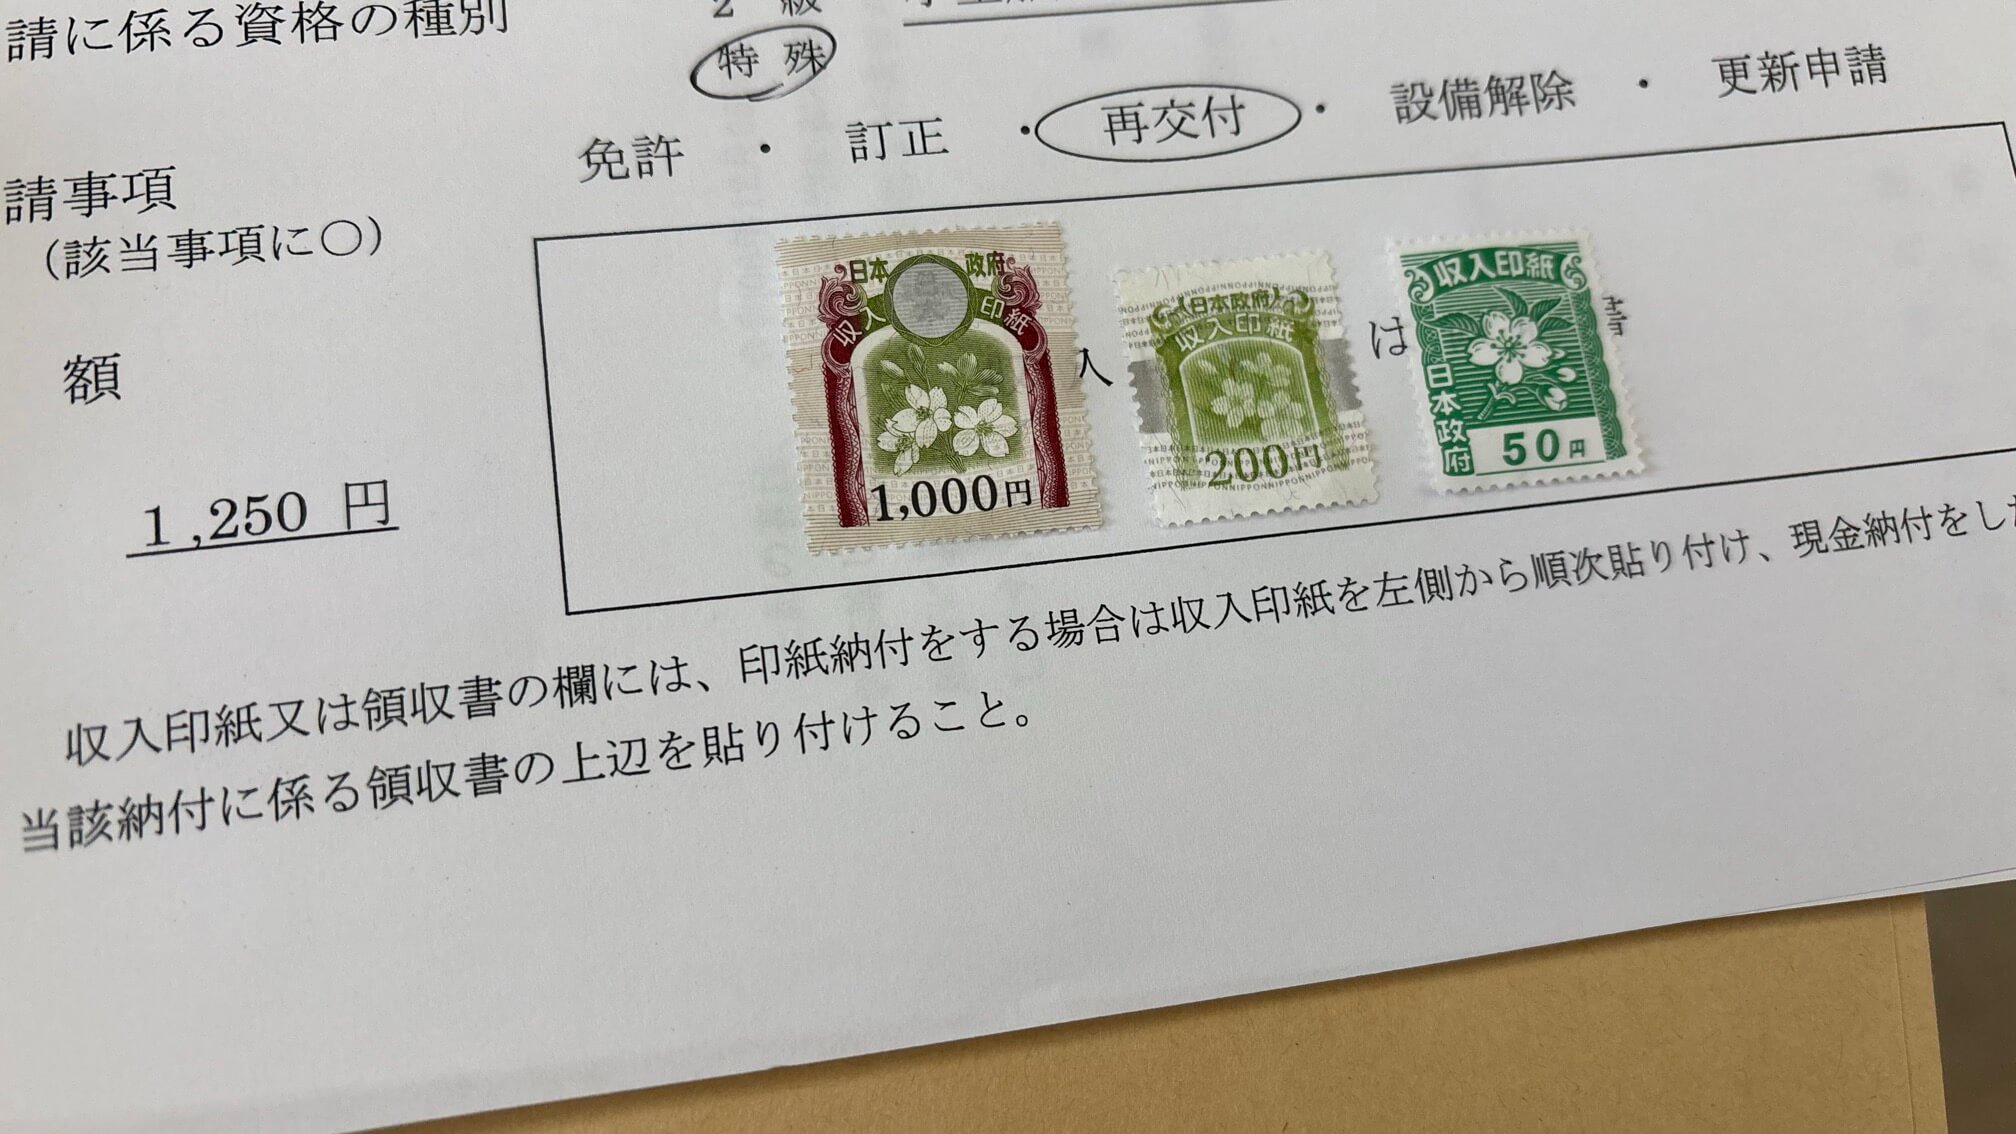 請に係る資格の種別
2 級
特 殊
免許 ・ 訂正 ・ 再交付 ・ 設備解除 ・ 更新申請
請事項
（該当事項に○）
額
1,250 円
日本政府
収入印紙
1,000円
入
日本政府
収入印紙
200円
は
収入印紙
日本政府
50円
収入印紙又は領収書の欄には、印紙納付をする場合は収入印紙を左側から順次貼り付け、現金納付をし
当該納付に係る領収書の上辺を貼り付けること。